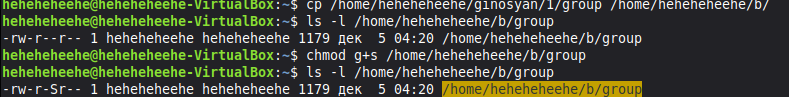 heheheheehe@heheheheehe-VirtualBox:~$ cp /home/heheheheehe/ginosyan/1/group /home/heheheheehe/b/
heheheheehe@heheheheehe-VirtualBox:~$ ls -l /home/heheheheehe/b/group
-rw-r--r-- 1 heheheheehe heheheheehe 1179 дек  5 04:20 /home/heheheheehe/b/group
heheheheehe@heheheheehe-VirtualBox:~$ chmod g+s /home/heheheheehe/b/group
heheheheehe@heheheheehe-VirtualBox:~$ ls -l /home/heheheheehe/b/group
-rw-r-Sr-- 1 heheheheehe heheheheehe 1179 дек  5 04:20 /home/heheheheehe/b/group